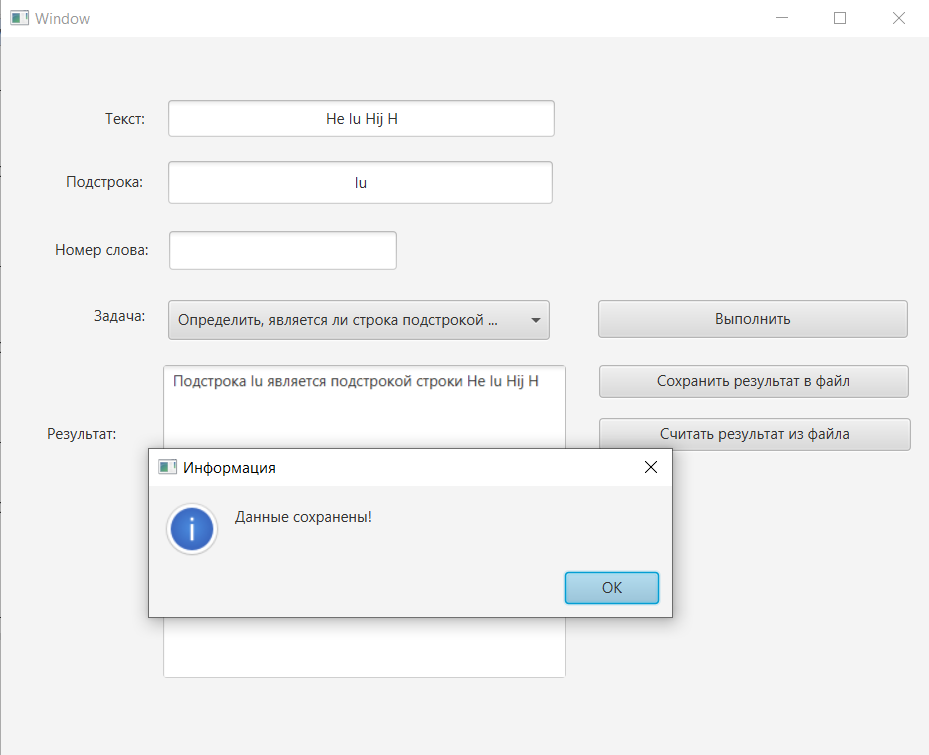 Window
Текст:
He lu Hij H
Подстрока:
lu
Номер слова:
Задача:
Определить, является ли строка подстрокой ...
Выполнить
Подстрока lu является подстрокой строки He lu Hij H
Сохранить результат в файл
Результат:
Считать результат из файла
Информация
Данные сохранены!
OK